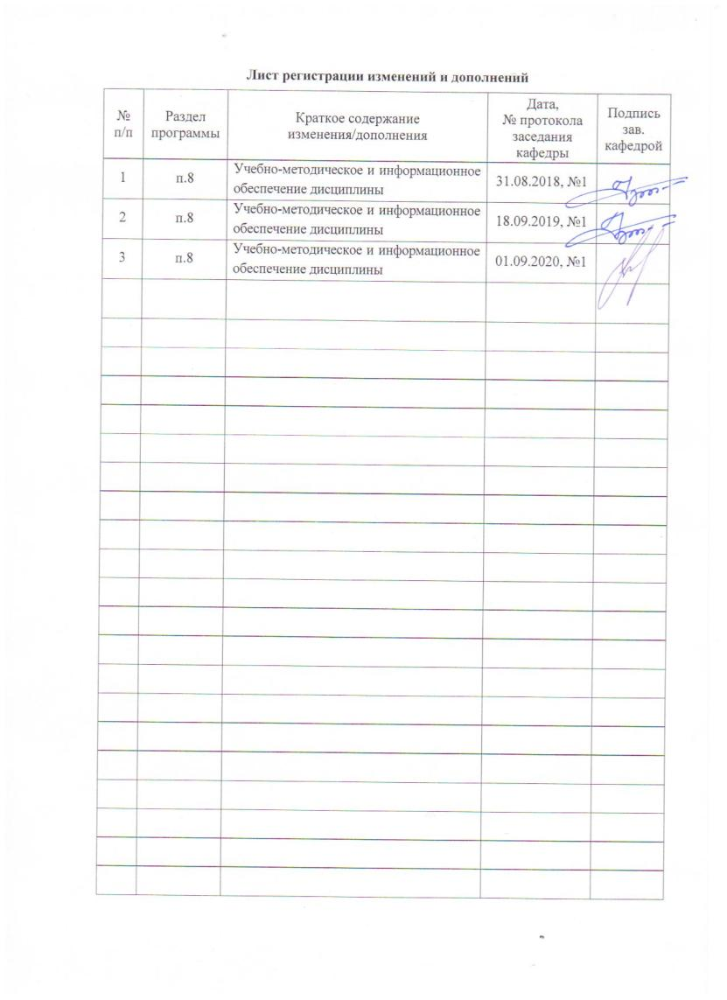 Лист регистрации изменений и дополнений
№
п/п
Раздел
программы
Краткое содержание
изменения/дополнения
Дата,
№ протокола
заседания
кафедры
Подпись
зав.
кафедрой
1
п.8
Учебно-методическое и информационное
обеспечение дисциплины
31.08.2018, №1
2
п.8
Учебно-методическое и информационное
обеспечение дисциплины
18.09.2019, №1
3
п.8
Учебно-методическое и информационное
обеспечение дисциплины
01.09.2020, №1